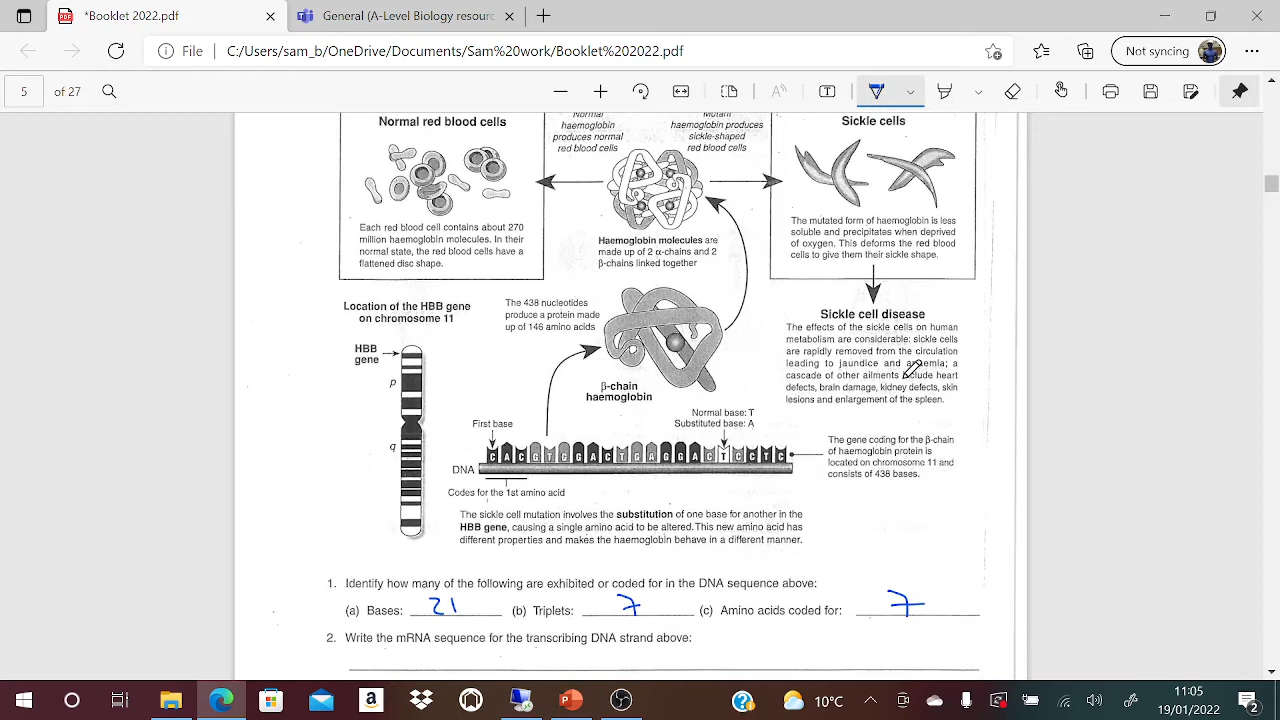 *Booklet 2022.pdf
General (A-Level Biology resourc
Not syncing
File
C:/Users/sam_b/OneDrive/Documents/Sam%20work/Booklet%202022.pdf
5 of 27
Normal red blood cells
Each red blood cell contains about 270
million haemoglobin molecules. In their
normal state, the red blood cells have a
flattened disc shape.
Normal
haemoglobin
produces normal
red blood cells
Mutant
haemoglobin produces
sickle-shaped
red blood cells
Haemoglobin molecules are
made up of 2 α-chains and 2
β-chains linked together
Sickle cells
The mutated form of haemoglobin is less
soluble and precipitates when deprived
of oxygen. This deforms the red blood
cells to give them their sickle shape.
Location of the HBB gene
on chromosome 11
HBB
gene
p
q
The 438 nucleotides
produce a protein made
up of 146 amino acids
β-chain
haemoglobin
Sickle cell disease
The effects of the sickle cells on human
metabolism are considerable: sickle cells
are rapidly removed from the circulation
leading to jaundice and anaemia; a
cascade of other ailments include heart
defects, brain damage, kidney defects, skin
lesions and enlargement of the spleen.
First base
Normal base: T
Substituted base: A
DNA
C A C G T G G A C T G A G G A C T C C T C
Codes for the 1st amino acid
The gene coding for the β-chain
of haemoglobin protein is
located on chromosome 11 and
consists of 438 bases.
The sickle cell mutation involves the substitution of one base for another in the
HBB gene, causing a single amino acid to be altered. This new amino acid has
different properties and makes the haemoglobin behave in a different manner.
1. Identify how many of the following are exhibited or coded for in the DNA sequence above:
(a) Bases: 21 (b) Triplets: 7 (c) Amino acids coded for: 7
2. Write the mRNA sequence for the transcribing DNA strand above:
10°C
11:05
19/01/2022
2